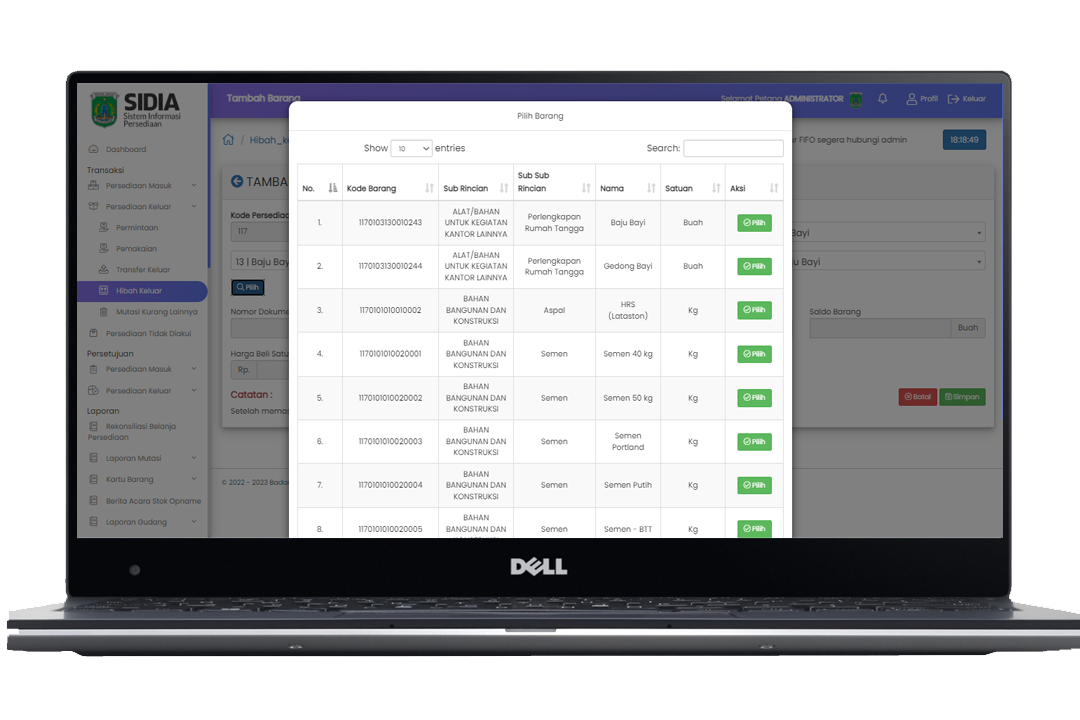 SIDIA
Sistem Informasi
Persediaan
Dashboard
Transaksi
Persediaan Masuk
Persediaan Keluar
Permintaan
Pemakaian
Transfer Keluar
Hibah Keluar
Mutasi Kurang Lainnya
Persediaan Tidak Diakui
Persetujuan
Persediaan Masuk
Persediaan Keluar
Laporan
Rekonsiliasi Belanja
Persediaan
Laporan Mutasi
Kartu Barang
Berita Acara Stok Opname
Laporan Gudang
Tambah Barang
Selamat Petang ADMINISTRATOR
Profil
Keluar
/ Hibah_k
FIFO segera hubungi admin
18:18:49
TAMBA
Kode Persediaa
117
13 | Baju Bay
Pilih
Nomor Dokume
Harga Beli Satu
Rp.
Catatan :
Setelah mema
Bayi
u Bayi
Saldo Barang
Buah
Batal
Simpan
© 2022 - 2023 Bada
Pilih Barang
Show 10 entries
Search:
No. Kode Barang Sub Rincian Sub Sub Rincian Nama Satuan Aksi
1. 1170103130010243 ALAT/BAHAN UNTUK KEGIATAN KANTOR LAINNYA Perlengkapan Rumah Tangga Baju Bayi Buah Pilih
2. 1170103130010244 ALAT/BAHAN UNTUK KEGIATAN KANTOR LAINNYA Perlengkapan Rumah Tangga Gedong Bayi Buah Pilih
3. 1170101010010002 BAHAN BANGUNAN DAN KONSTRUKSI Aspal HRS (Lataston) Kg Pilih
4. 1170101010020001 BAHAN BANGUNAN DAN KONSTRUKSI Semen Semen 40 kg Kg Pilih
5. 1170101010020002 BAHAN BANGUNAN DAN KONSTRUKSI Semen Semen 50 kg Kg Pilih
6. 1170101010020003 BAHAN BANGUNAN DAN KONSTRUKSI Semen Semen Portland Kg Pilih
7. 1170101010020004 BAHAN BANGUNAN DAN KONSTRUKSI Semen Semen Putih Kg Pilih
8. 1170101010020005 BAHAN BANGUNAN DAN Semen Semen - BTT Kg Pilih
DELL